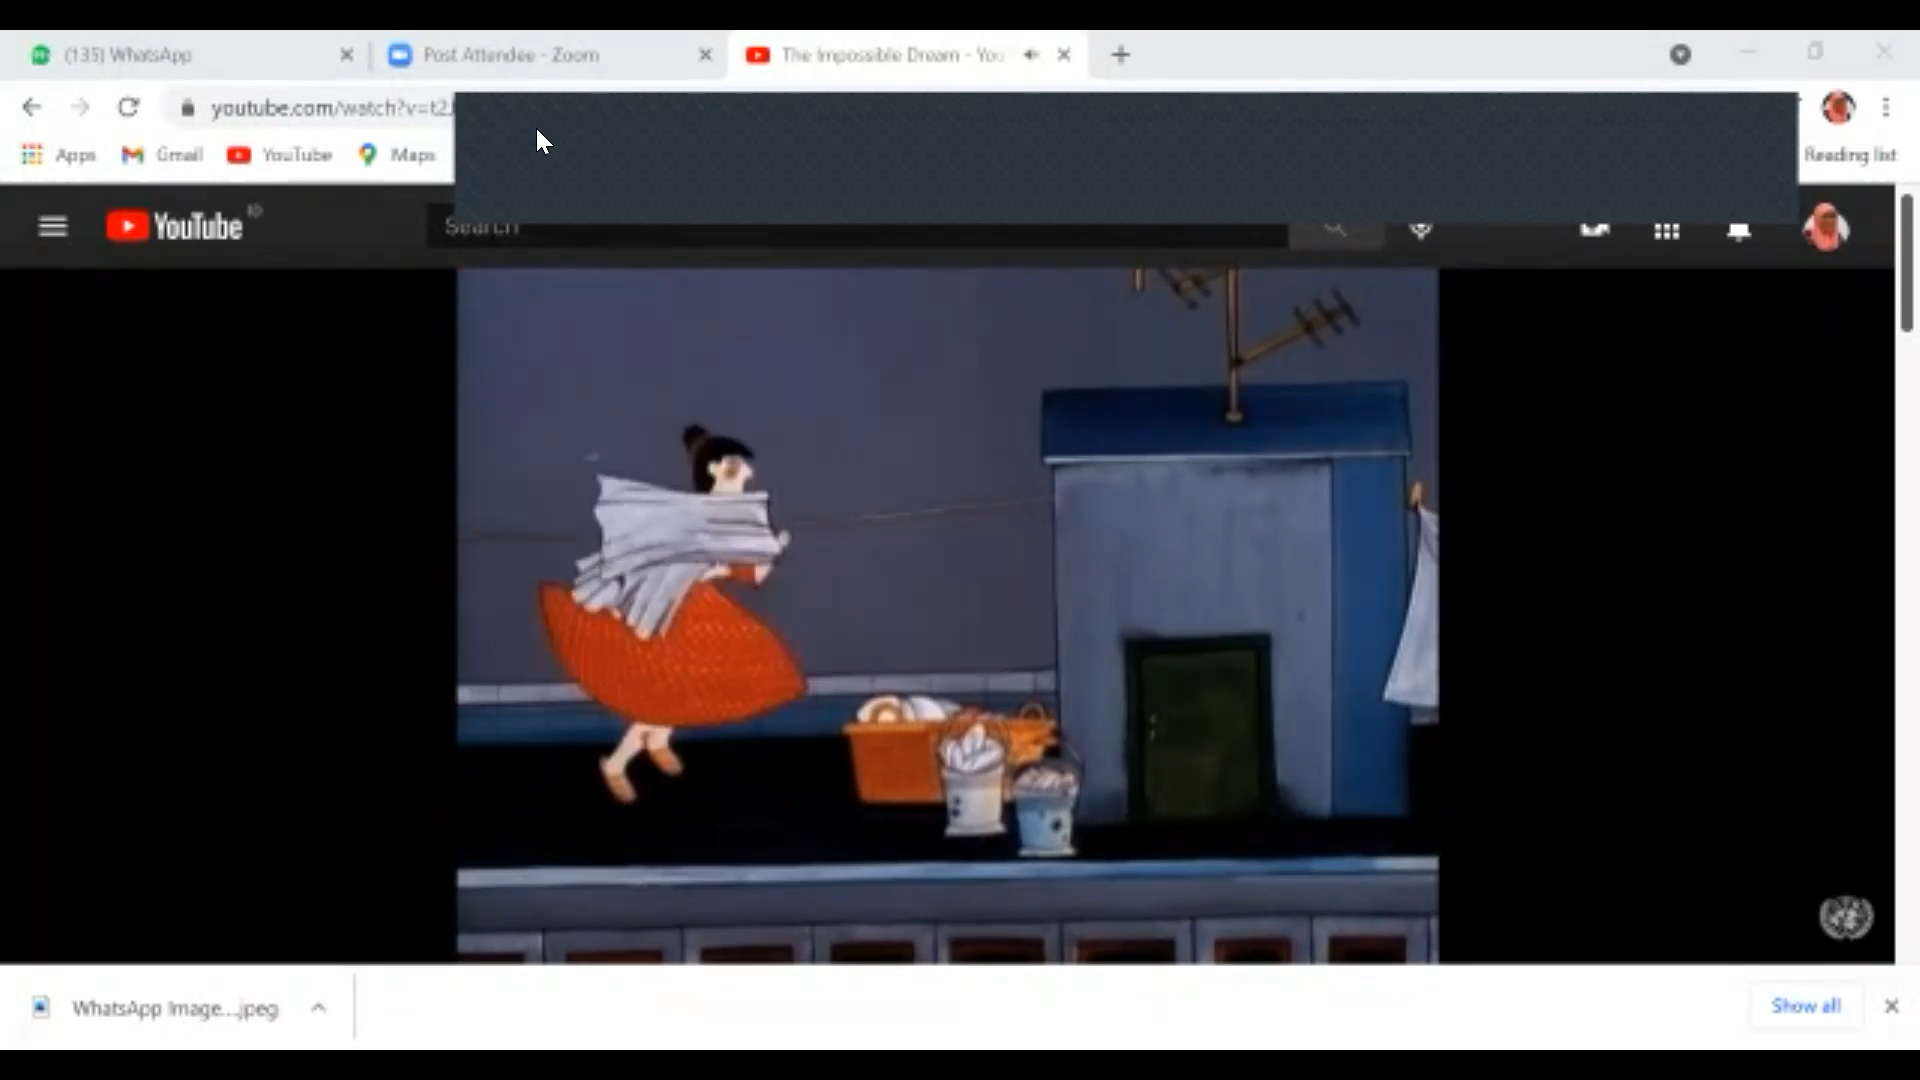 (135) WhatsApp
Post Attendee - Zoom
The Impossible Dream - You
youtube.com/watch?v=t2
Apps
Gmail
YouTube
Maps
Reading list
YouTube
Search
WhatsApp Image....jpeg
Show all